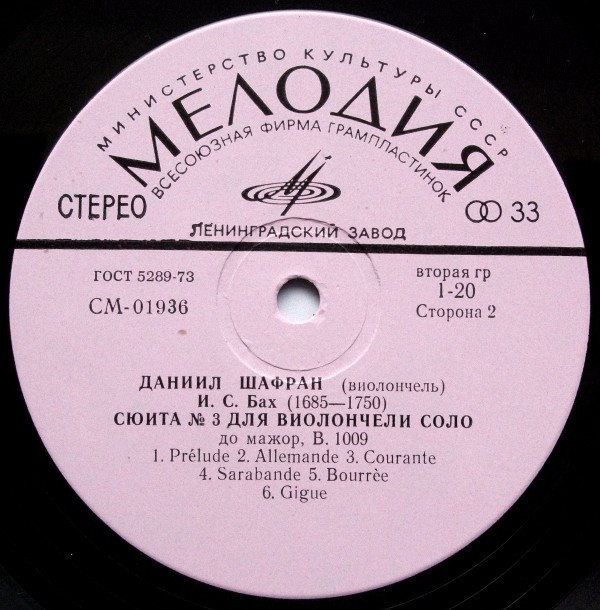 МИНИСТЕРСТВО КУЛЬТУРЫ СССР
МЕЛОДИЯ
ВСЕСОЮЗНАЯ ФИРМА ГРАМПЛАСТИНОК
СТЕРЕО
33
ЛЕНИНГРАДСКИЙ ЗАВОД
ГОСТ 5289-73
СМ-01936
вторая гр
1-20
Сторона 2
ДАНИИЛ ШАФРАН (виолончель)
И. С. Бах (1685—1750)
СЮИТА № 3 ДЛЯ ВИОЛОНЧЕЛИ СОЛО
до мажор, B. 1009
1. Prélude 2. Allemande 3. Courante
4. Sarabande 5. Bourrèe
6. Gigue